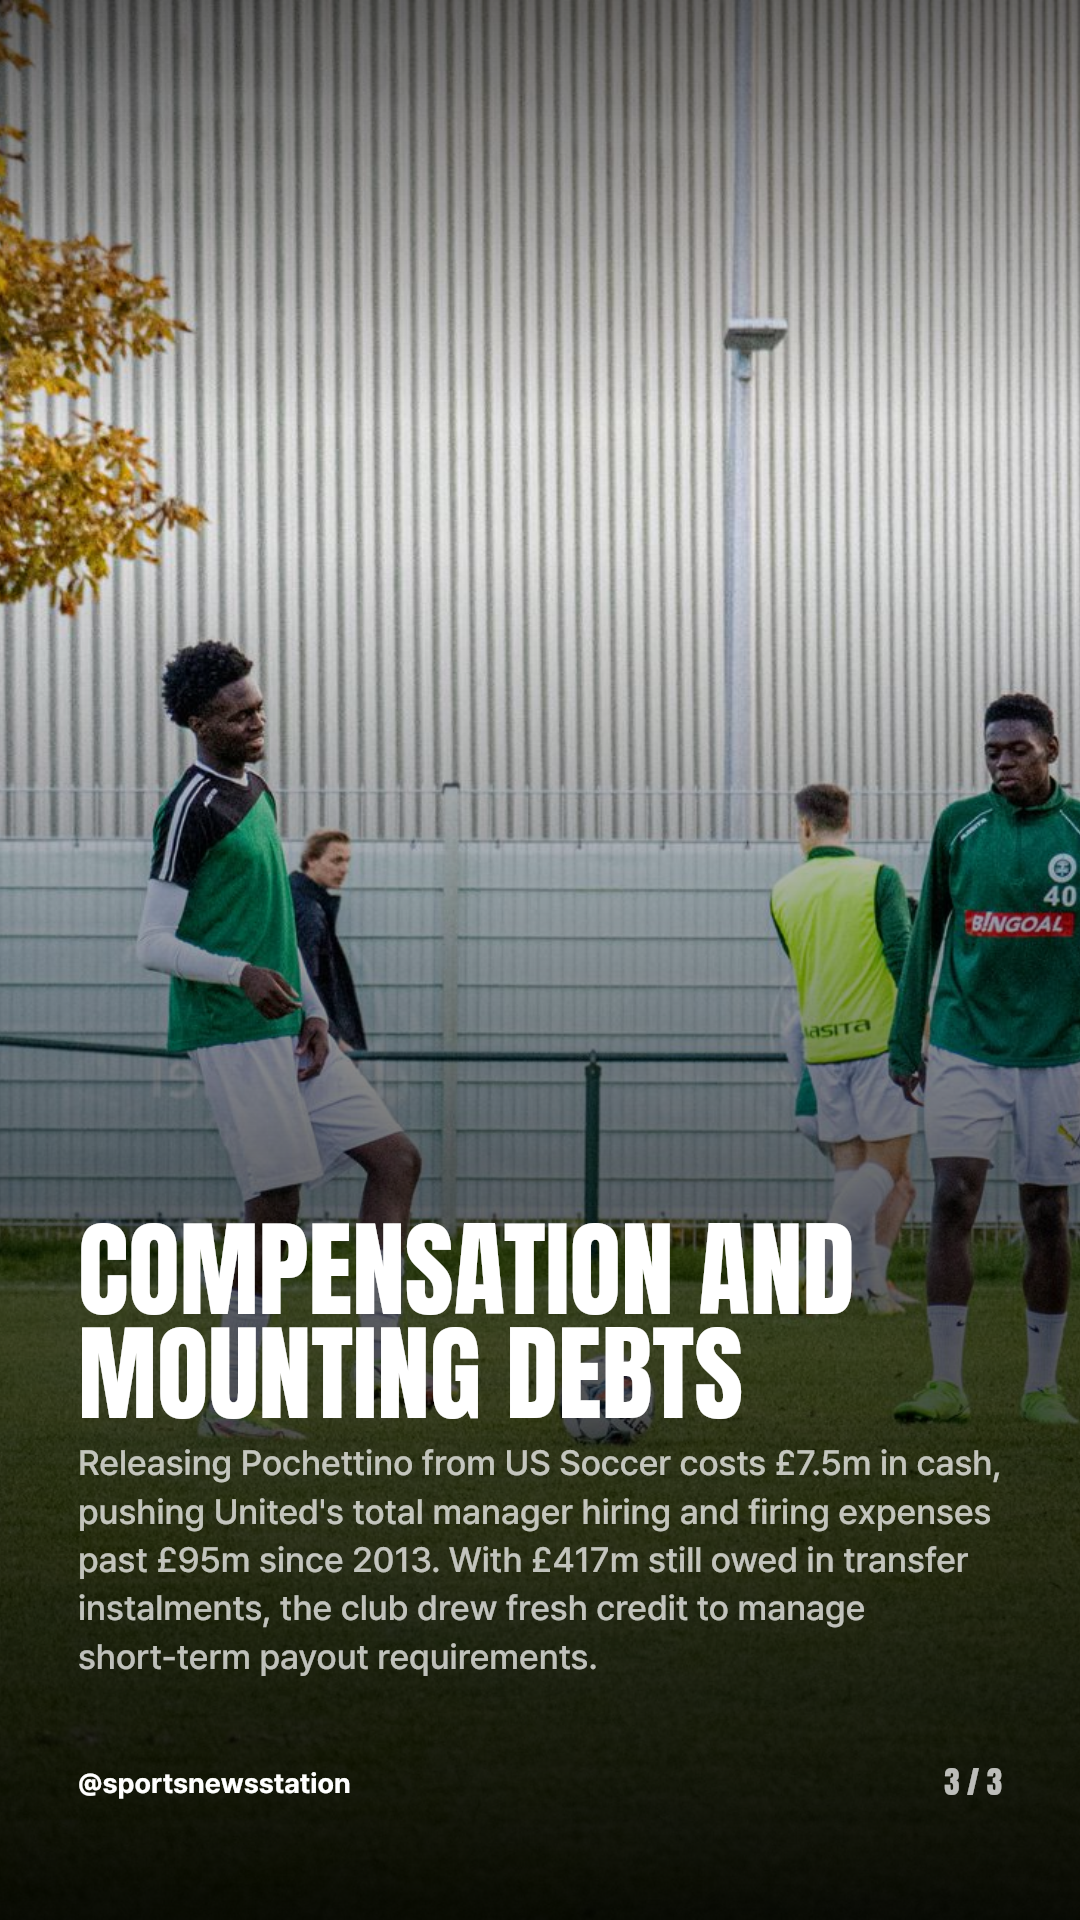 40
B!NGOAL
MASITA
COMPENSATION AND
MOUNTING DEBTS
Releasing Pochettino from US Soccer costs £7.5m in cash,
pushing United's total manager hiring and firing expenses
past £95m since 2013. With £417m still owed in transfer
instalments, the club drew fresh credit to manage
short-term payout requirements.
@sportsnewsstation
3 / 3